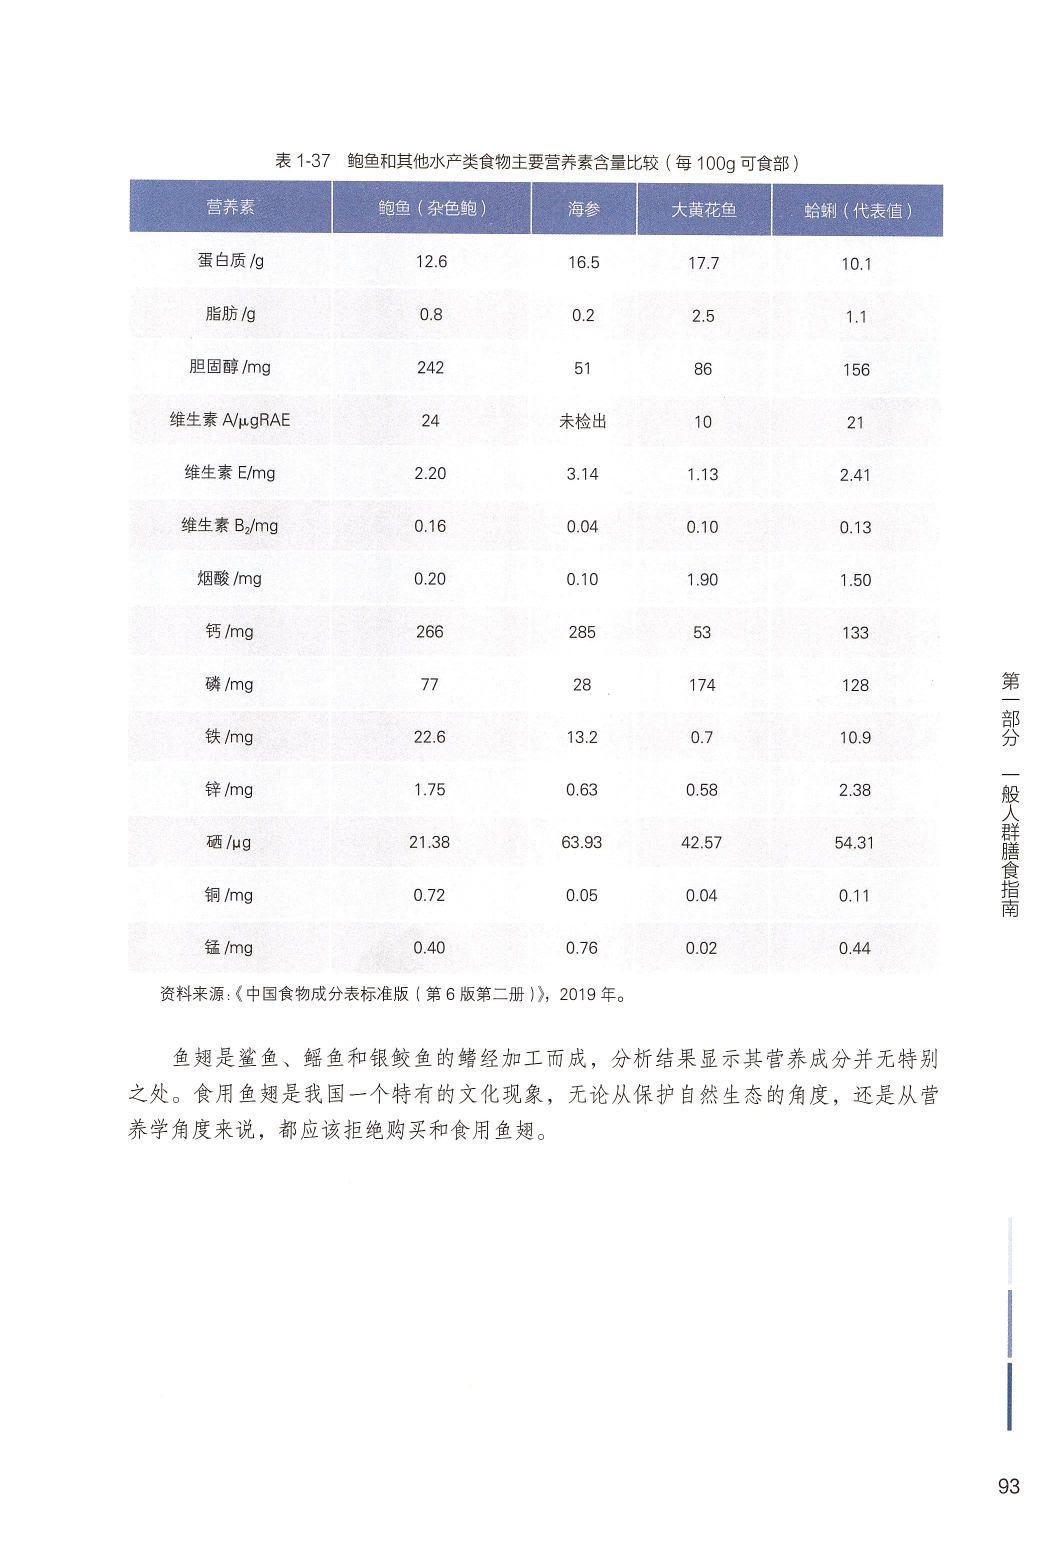 表 1-37 鲍鱼和其他水产类食物主要营养素含量比较（每 100g 可食部）
营养素 鲍鱼（杂色鲍） 海参 大黄花鱼 蛤蜊（代表值）
蛋白质 /g 12.6 16.5 17.7 10.1
脂肪 /g 0.8 0.2 2.5 1.1
胆固醇 /mg 242 51 86 156
维生素 A/μgRAE 24 未检出 10 21
维生素 E/mg 2.20 3.14 1.13 2.41
维生素 B₂/mg 0.16 0.04 0.10 0.13
烟酸 /mg 0.20 0.10 1.90 1.50
钙 /mg 266 285 53 133
磷 /mg 77 28 174 128
铁 /mg 22.6 13.2 0.7 10.9
锌 /mg 1.75 0.63 0.58 2.38
硒 /μg 21.38 63.93 42.57 54.31
铜 /mg 0.72 0.05 0.04 0.11
锰 /mg 0.40 0.76 0.02 0.44
资料来源：《中国食物成分表标准版（第 6 版第二册）》，2019 年。
鱼翅是鲨鱼、鳐鱼和银鲛鱼的鳍经加工而成，分析结果显示其营养成分并无特别
之处。食用鱼翅是我国一个特有的文化现象，无论从保护自然生态的角度，还是从营
养学角度来说，都应该拒绝购买和食用鱼翅。
第一部分 一般人群膳食指南
93